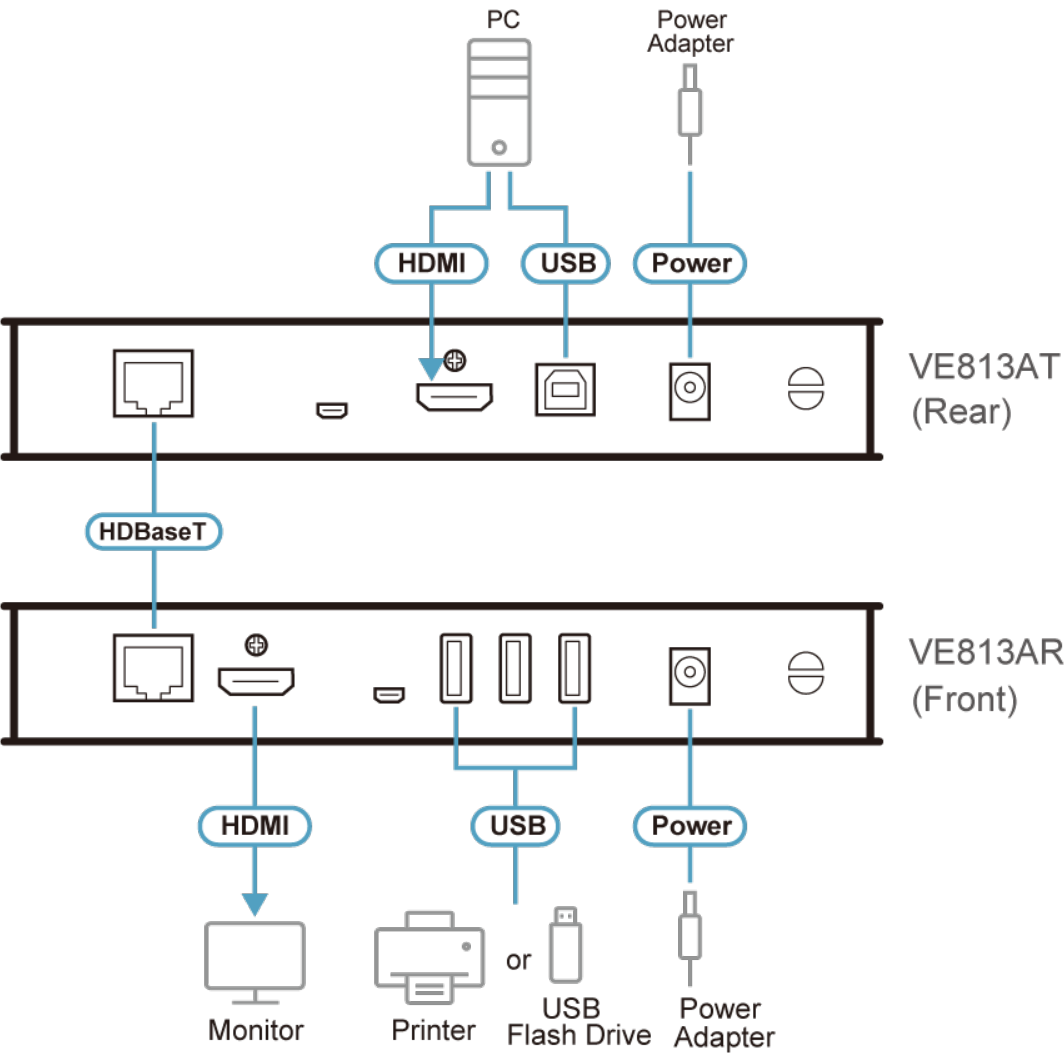 PC
Power
Adapter
HDMI
USB
Power
VE813AT
(Rear)
HDBaseT
VE813AR
(Front)
HDMI
USB
Power
Monitor
Printer
or
USB
Flash Drive
Power
Adapter